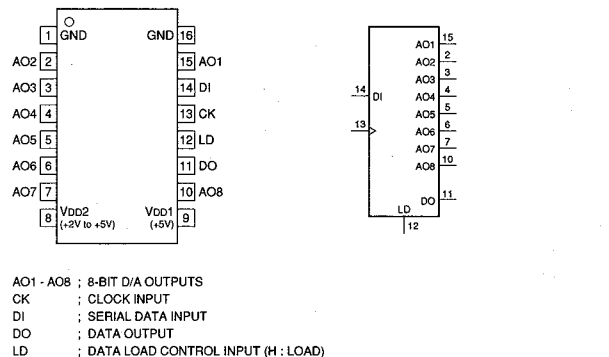 1 GND GND 16
AO2 2 15 AO1
AO3 3 14 DI
AO4 4 13 CK
AO5 5 12 LD
AO6 6 11 DO
AO7 7 10 AO8
8 VDD2 (+2V to +5V) VDD1 (+5V) 9
AO1 15
AO2 2
AO3 3
14 DI AO4 4
AO5 5
13 AO6 6
AO7 7
AO8 10
DO 11
LD
12
AO1 - AO8 ; 8-BIT D/A OUTPUTS
CK ; CLOCK INPUT
DI ; SERIAL DATA INPUT
DO ; DATA OUTPUT
LD ; DATA LOAD CONTROL INPUT (H : LOAD)